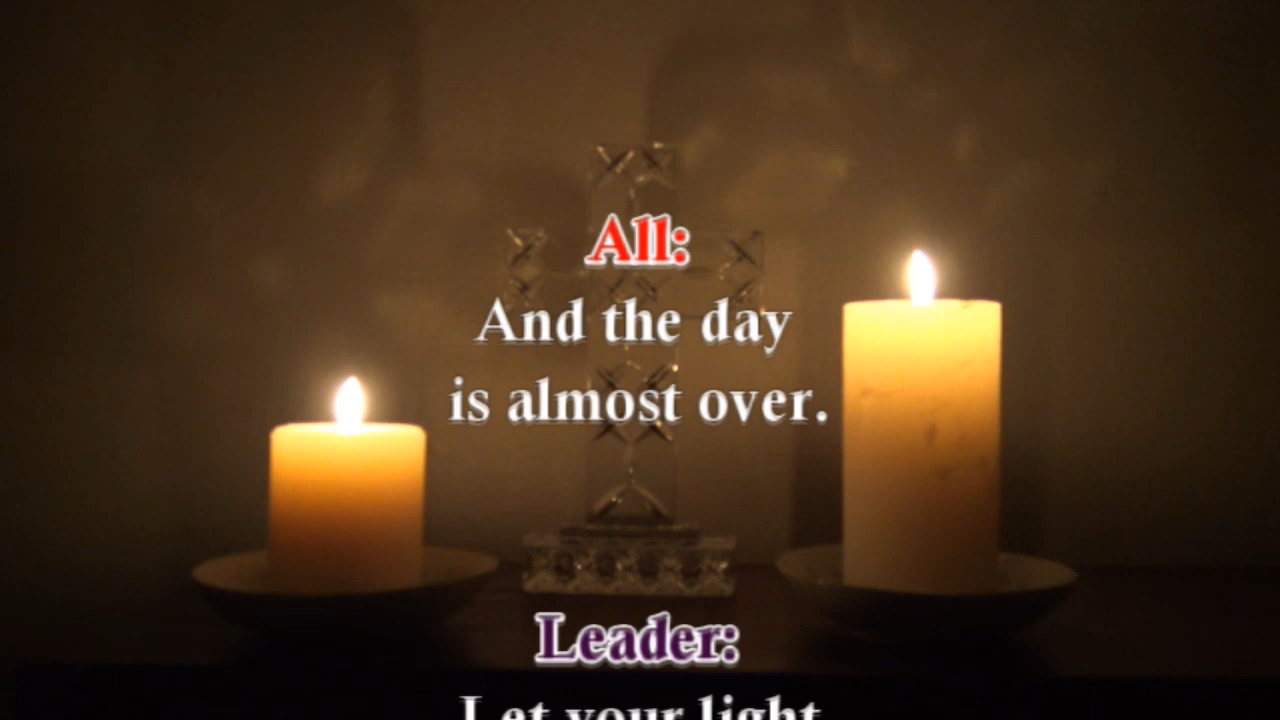 All:
And the day
is almost over.
Leader:
Let your light